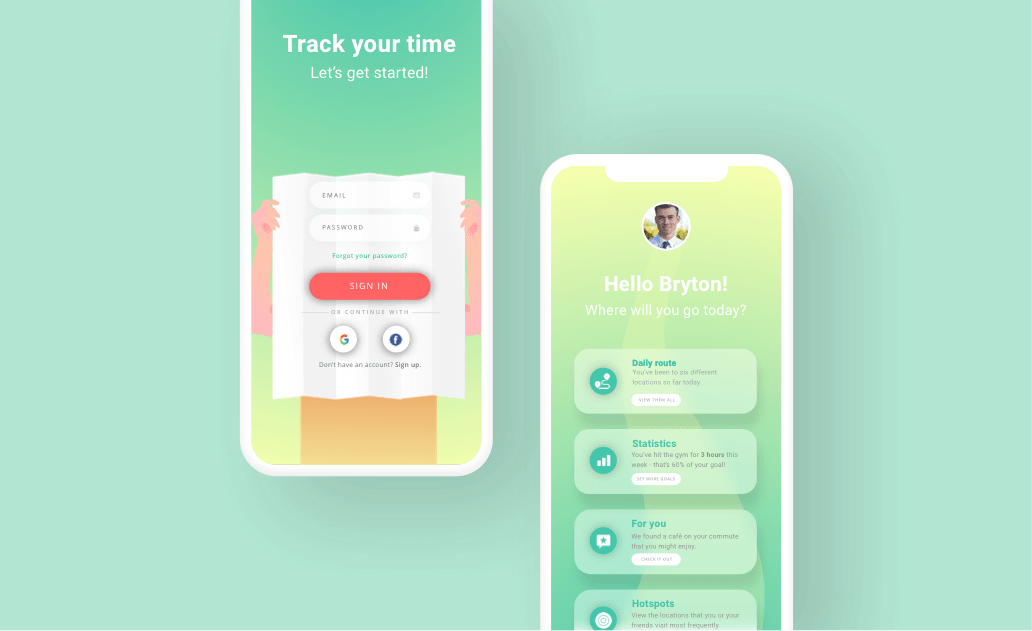 Track your time
Let's get started!
EMAIL
PASSWORD
Forgot your password?
SIGN IN
OR CONTINUE WITH
Don't have an account? Sign up.
Hello Bryton!
Where will you go today?
Daily route
You've been to six different
locations so far today.
VIEW THEM ALL
Statistics
You've hit the gym for 3 hours this
week - that's 60% of your goal!
SET MORE GOALS
For you
We found a café on your commute
that you might enjoy.
CHECK IT OUT
Hotspots
View the locations that you or your
friends visit most frequently.